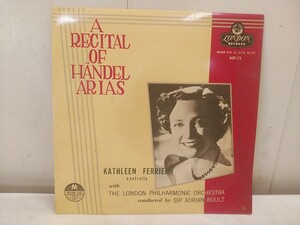 A
RECITAL
OF
HANDEL
ARIAS
LONDON
RECORDS
KATHLEEN FERRIER
contralto
with
THE LONDON PHILHARMONIC ORCHESTRA
conducted by SIR ADRIAN BOULT